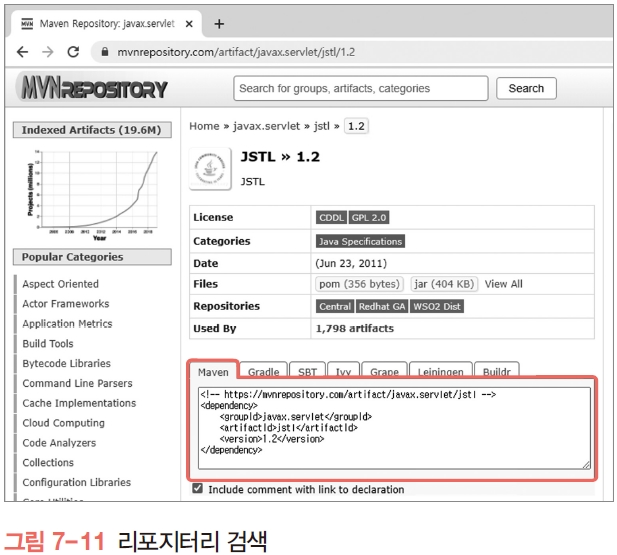 Maven Repository: javax.servlet
mvnrepository.com/artifact/javax.servlet/jstl/1.2
MVNREPOSITORY
Search for groups, artifacts, categories
Search
Indexed Artifacts (19.6M)
Projects (millions)
Year
Popular Categories
Aspect Oriented
Actor Frameworks
Application Metrics
Build Tools
Bytecode Libraries
Command Line Parsers
Cache Implementations
Cloud Computing
Code Analyzers
Collections
Configuration Libraries
Core Utilities
Home » javax.servlet » jstl » 1.2
JSTL » 1.2
JSTL
License CDDL GPL 2.0
Categories Java Specifications
Date (Jun 23, 2011)
Files pom (356 bytes) jar (404 KB) View All
Repositories Central Redhat GA WSO2 Dist
Used By 1,798 artifacts
Maven Gradle SBT Ivy Grape Leiningen Buildr
<!-- https://mvnrepository.com/artifact/javax.servlet/jstl -->
<dependency>
<groupId>javax.servlet</groupId>
<artifactId>jstl</artifactId>
<version>1.2</version>
</dependency>
Include comment with link to declaration
그림 7-11 리포지터리 검색